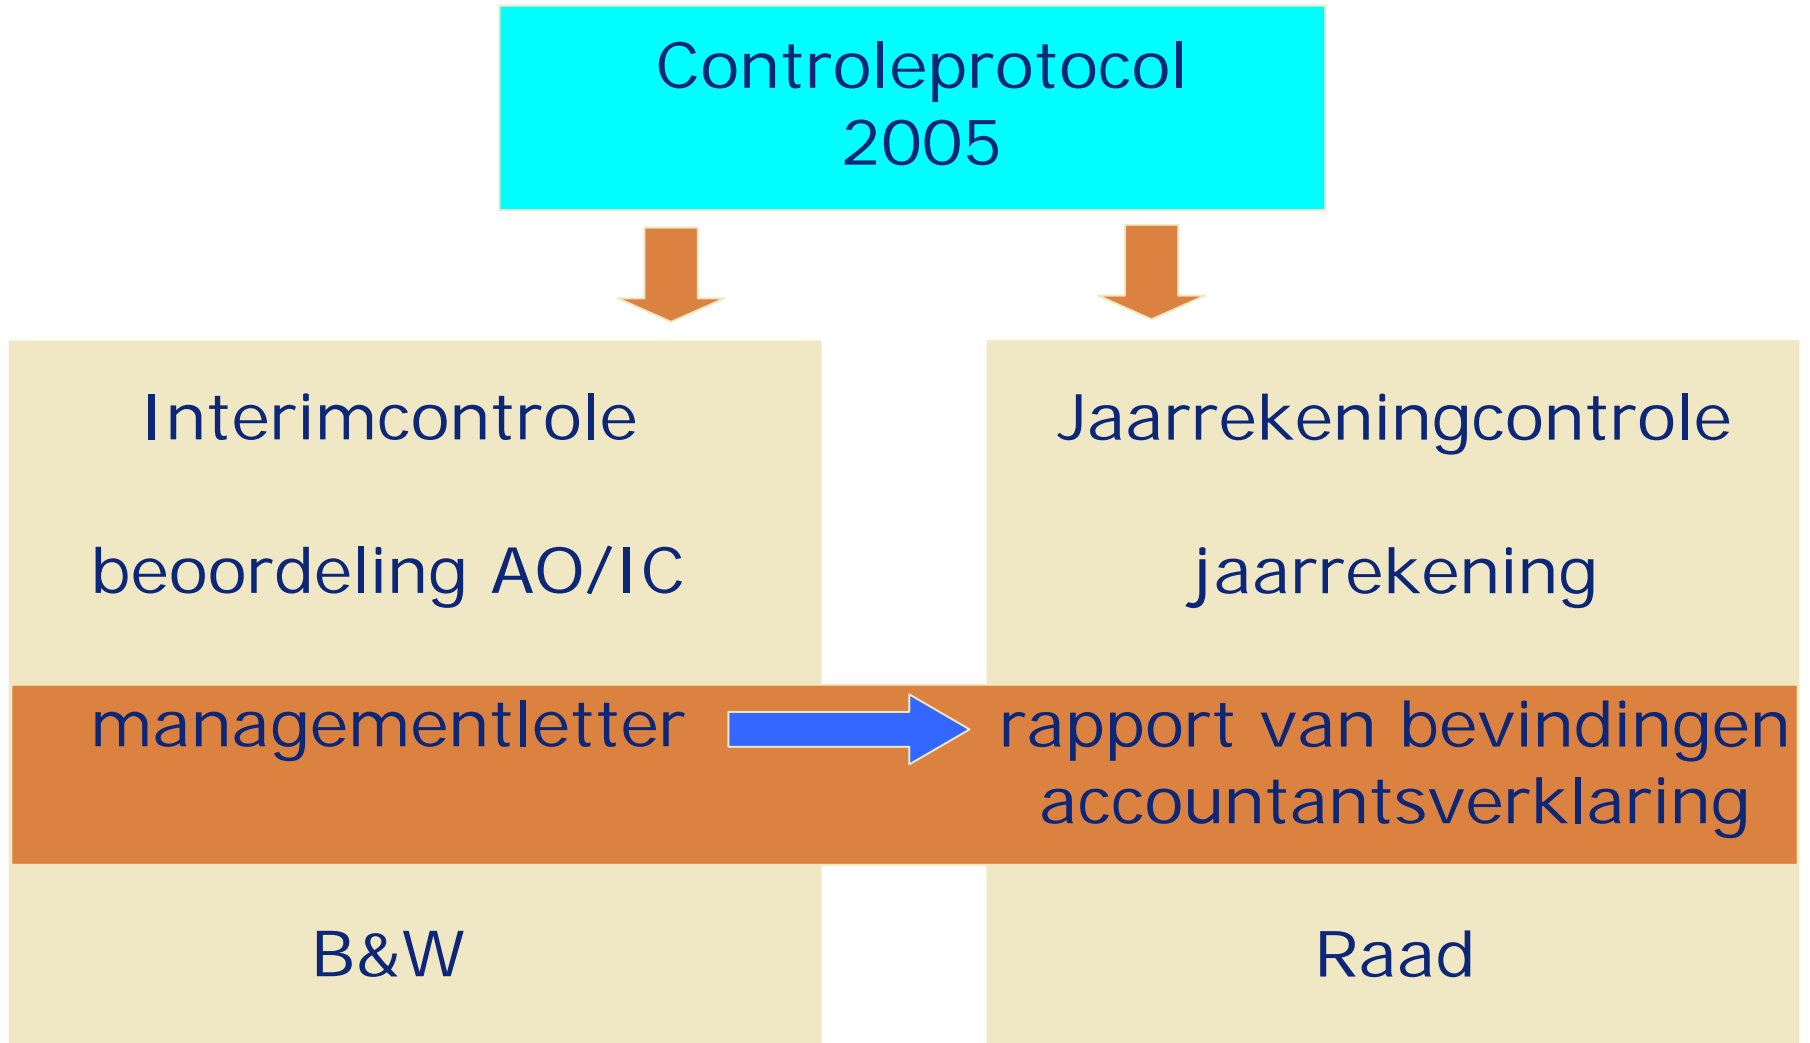 Controleprotocol
2005
Interimcontrole
beoordeling AO/IC
managementletter
B&W
Jaarrekeningcontrole
jaarrekening
rapport van bevindingen
accountantsverklaring
Raad